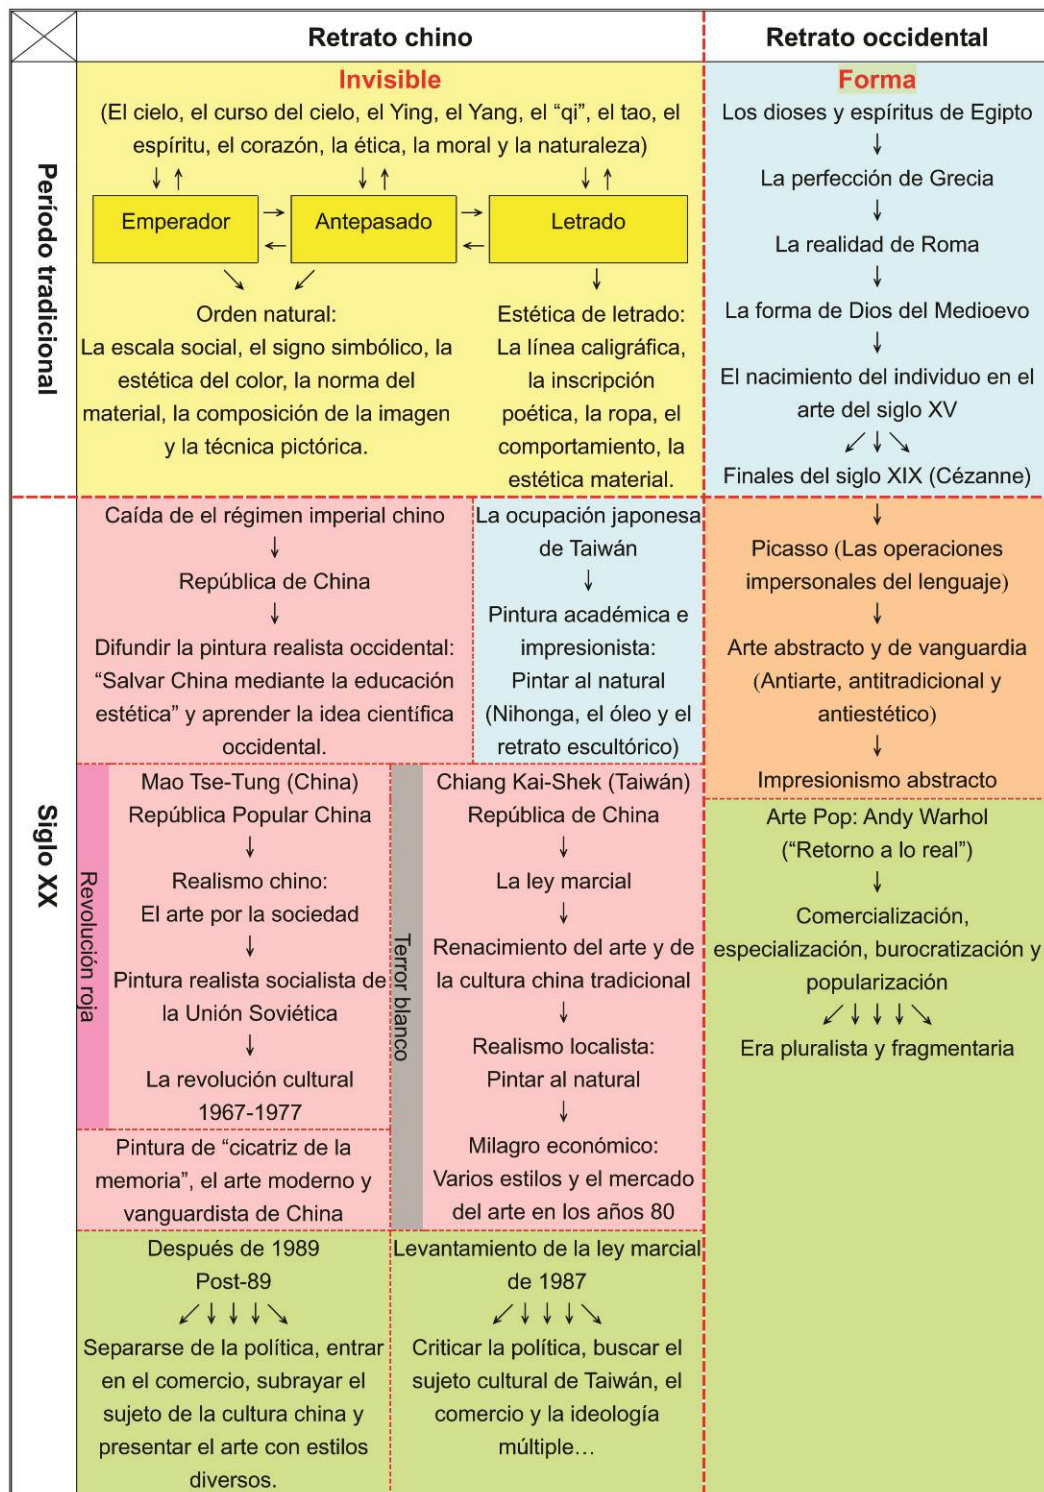 Retrato chino
Retrato occidental
Período tradicional
Invisible
(El cielo, el curso del cielo, el Ying, el Yang, el “qi”, el tao, el
espíritu, el corazón, la ética, la moral y la naturaleza)
Emperador
Antepasado
Letrado
Orden natural:
La escala social, el signo simbólico, la
estética del color, la norma del
material, la composición de la imagen
y la técnica pictórica.
Estética de letrado:
La línea caligráfica,
la inscripción
poética, la ropa, el
comportamiento, la
estética material.
Forma
Los dioses y espíritus de Egipto
La perfección de Grecia
La realidad de Roma
La forma de Dios del Medioevo
El nacimiento del individuo en el
arte del siglo XV
Finales del siglo XIX (Cézanne)
Siglo XX
Caída de el régimen imperial chino
República de China
Difundir la pintura realista occidental:
“Salvar China mediante la educación
estética” y aprender la idea científica
occidental.
La ocupación japonesa
de Taiwán
Pintura académica e
impresionista:
Pintar al natural
(Nihonga, el óleo y el
retrato escultórico)
Picasso (Las operaciones
impersonales del lenguaje)
Arte abstracto y de vanguardia
(Antiarte, antitradicional y
antiestético)
Impresionismo abstracto
Revolución roja
Mao Tse-Tung (China)
República Popular China
Realismo chino:
El arte por la sociedad
Pintura realista socialista de
la Unión Soviética
La revolución cultural
1967-1977
Pintura de “cicatriz de la
memoria”, el arte moderno y
vanguardista de China
Terror blanco
Chiang Kai-Shek (Taiwán)
República de China
La ley marcial
Renacimiento del arte y de
la cultura china tradicional
Realismo localista:
Pintar al natural
Milagro económico:
Varios estilos y el mercado
del arte en los años 80
Arte Pop: Andy Warhol
(“Retorno a lo real”)
Comercialización,
especialización, burocratización y
popularización
Era pluralista y fragmentaria
Después de 1989
Post-89
Separarse de la política, entrar
en el comercio, subrayar el
sujeto de la cultura china y
presentar el arte con estilos
diversos.
Levantamiento de la ley marcial
de 1987
Criticar la política, buscar el
sujeto cultural de Taiwán, el
comercio y la ideología
múltiple…